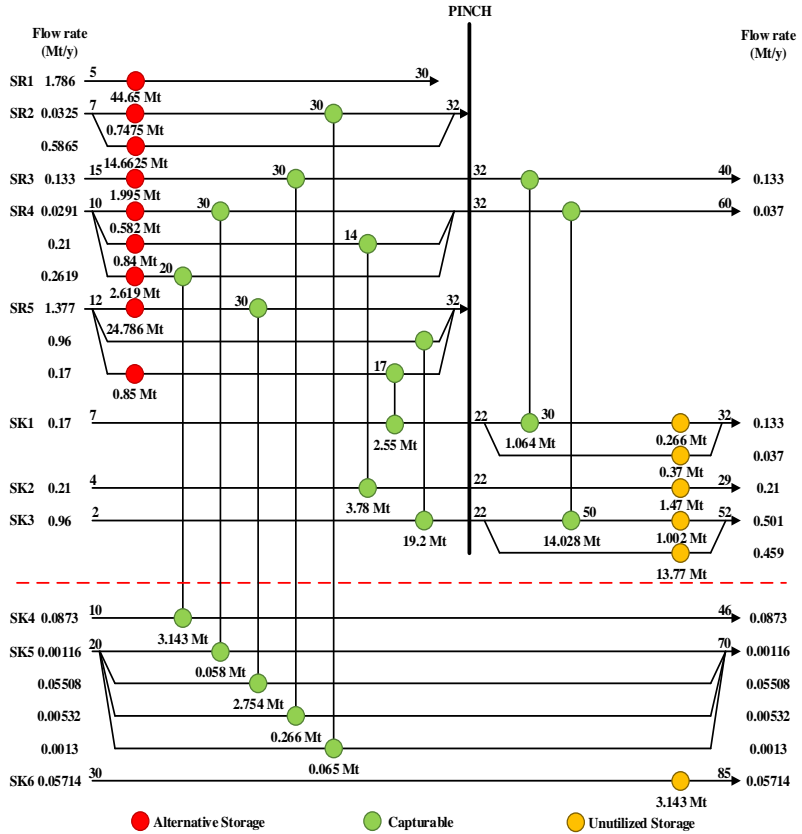 PINCH
Flow rate
(Mt/y)
Flow rate
(Mt/y)
SR1 1.786 5 30
44.65 Mt
SR2 0.0325 7 30 32
0.7475 Mt
0.5865
14.6625 Mt
SR3 0.133 15 30 32 40 0.133
1.995 Mt
SR4 0.0291 10 30 32 60 0.037
0.582 Mt
0.21 14
0.84 Mt
0.2619 20
2.619 Mt
SR5 1.377 12 30 32
24.786 Mt
0.96
0.17 17
0.85 Mt
SK1 0.17 7 22 30 32 0.133
2.55 Mt 1.064 Mt 0.266 Mt
0.037
0.37 Mt
SK2 0.21 4 22 29 0.21
3.78 Mt 1.47 Mt
SK3 0.96 2 22 50 52 0.501
19.2 Mt 14.028 Mt 1.002 Mt
0.459
13.77 Mt
SK4 0.0873 10 46 0.0873
3.143 Mt
SK5 0.00116 20 70 0.00116
0.058 Mt
0.05508 0.05508
2.754 Mt
0.00532 0.00532
0.266 Mt
0.0013 0.0013
0.065 Mt
SK6 0.05714 30 85 0.05714
3.143 Mt
Alternative Storage Capturable Unutilized Storage